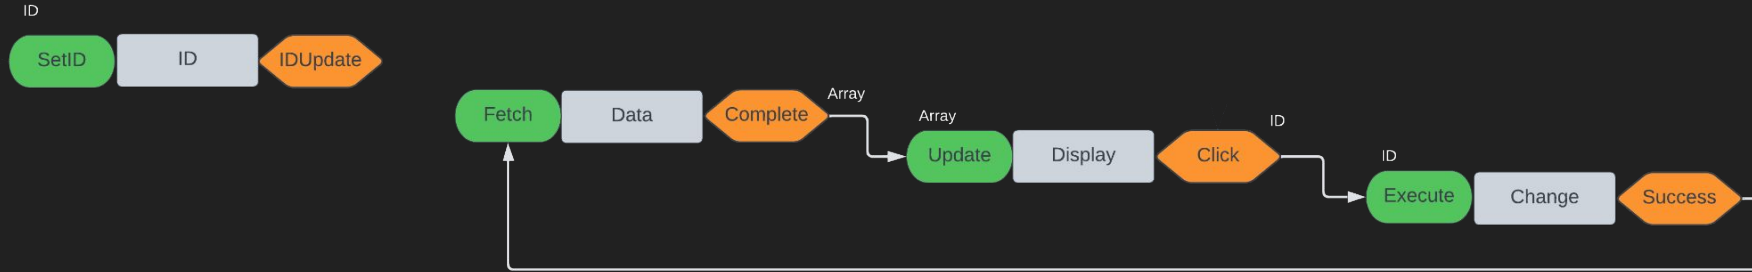 ID
SetID ID IDUpdate
Fetch Data Complete Array
Array
Update Display Click ID
ID
Execute Change Success